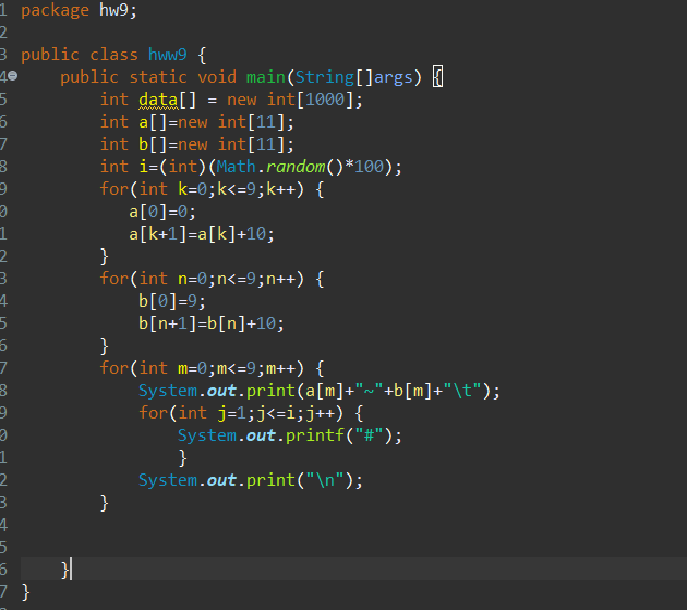 1 package hw9;
2
3 public class hww9 {
4 public static void main(String[]args) {
5 int data[] = new int[1000];
6 int a[]=new int[11];
7 int b[]=new int[11];
8 int i=(int)(Math.random()*100);
9 for(int k=0;k<=9;k++) {
0 a[0]=0;
1 a[k+1]=a[k]+10;
2 }
3 for(int n=0;n<=9;n++) {
4 b[0]=9;
5 b[n+1]=b[n]+10;
6 }
7 for(int m=0;m<=9;m++) {
8 System.out.print(a[m]+"~"+b[m]+"\t");
9 for(int j=1;j<=i;j++) {
0 System.out.printf("#");
1 }
2 System.out.print("\n");
3 }
4
5
6 }
7 }